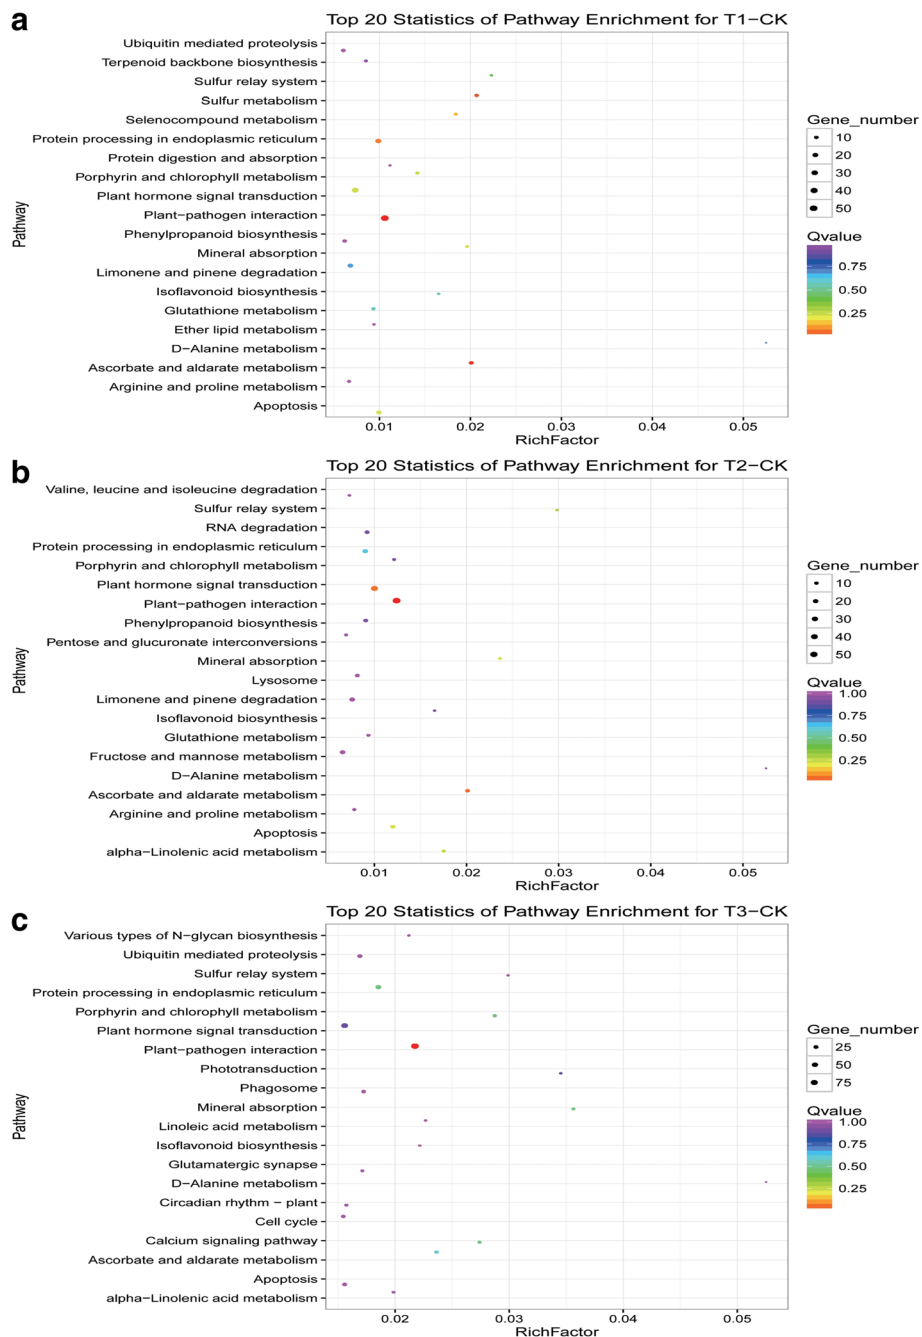 a
Top 20 Statistics of Pathway Enrichment for T1−CK
Pathway
Ubiquitin mediated proteolysis
Terpenoid backbone biosynthesis
Sulfur relay system
Sulfur metabolism
Selenocompound metabolism
Protein processing in endoplasmic reticulum
Protein digestion and absorption
Porphyrin and chlorophyll metabolism
Plant hormone signal transduction
Plant−pathogen interaction
Phenylpropanoid biosynthesis
Mineral absorption
Limonene and pinene degradation
Isoflavonoid biosynthesis
Glutathione metabolism
Ether lipid metabolism
D−Alanine metabolism
Ascorbate and aldarate metabolism
Arginine and proline metabolism
Apoptosis
0.01 0.02 0.03 0.04 0.05
RichFactor
Gene_number
10
20
30
40
50
Qvalue
0.75
0.50
0.25
b
Top 20 Statistics of Pathway Enrichment for T2−CK
Pathway
Valine, leucine and isoleucine degradation
Sulfur relay system
RNA degradation
Protein processing in endoplasmic reticulum
Porphyrin and chlorophyll metabolism
Plant hormone signal transduction
Plant−pathogen interaction
Phenylpropanoid biosynthesis
Pentose and glucuronate interconversions
Mineral absorption
Lysosome
Limonene and pinene degradation
Isoflavonoid biosynthesis
Glutathione metabolism
Fructose and mannose metabolism
D−Alanine metabolism
Ascorbate and aldarate metabolism
Arginine and proline metabolism
Apoptosis
alpha−Linolenic acid metabolism
0.01 0.02 0.03 0.04 0.05
RichFactor
Gene_number
10
20
30
40
50
Qvalue
1.00
0.75
0.50
0.25
c
Top 20 Statistics of Pathway Enrichment for T3−CK
Pathway
Various types of N−glycan biosynthesis
Ubiquitin mediated proteolysis
Sulfur relay system
Protein processing in endoplasmic reticulum
Porphyrin and chlorophyll metabolism
Plant hormone signal transduction
Plant−pathogen interaction
Phototransduction
Phagosome
Mineral absorption
Linoleic acid metabolism
Isoflavonoid biosynthesis
Glutamatergic synapse
D−Alanine metabolism
Circadian rhythm − plant
Cell cycle
Calcium signaling pathway
Ascorbate and aldarate metabolism
Apoptosis
alpha−Linolenic acid metabolism
0.02 0.03 0.04 0.05
RichFactor
Gene_number
25
50
75
Qvalue
1.00
0.75
0.50
0.25